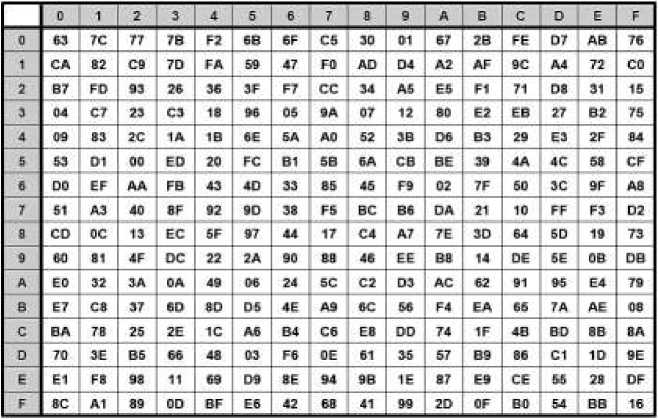 0 1 2 3 4 5 6 7 8 9 A B C D E F
0 63 7C 77 7B F2 6B 6F C5 30 01 67 2B FE D7 AB 76
1 CA 82 C9 7D FA 59 47 F0 AD D4 A2 AF 9C A4 72 C0
2 B7 FD 93 26 36 3F F7 CC 34 A5 E5 F1 71 D8 31 15
3 04 C7 23 C3 18 96 05 9A 07 12 80 E2 EB 27 B2 75
4 09 83 2C 1A 1B 6E 5A A0 52 3B D6 B3 29 E3 2F 84
5 53 D1 00 ED 20 FC B1 5B 6A CB BE 39 4A 4C 58 CF
6 D0 EF AA FB 43 4D 33 85 45 F9 02 7F 50 3C 9F A8
7 51 A3 40 8F 92 9D 38 F5 BC B6 DA 21 10 FF F3 D2
8 CD 0C 13 EC 5F 97 44 17 C4 A7 7E 3D 64 5D 19 73
9 60 81 4F DC 22 2A 90 88 46 EE B8 14 DE 5E 0B DB
A E0 32 3A 0A 49 06 24 5C C2 D3 AC 62 91 95 E4 79
B E7 C8 37 6D 8D D5 4E A9 6C 56 F4 EA 65 7A AE 08
C BA 78 25 2E 1C A6 B4 C6 E8 DD 74 1F 4B BD 8B 8A
D 70 3E B5 66 48 03 F6 0E 61 35 57 B9 86 C1 1D 9E
E E1 F8 98 11 69 D9 8E 94 9B 1E 87 E9 CE 55 28 DF
F 8C A1 89 0D BF E6 42 68 41 99 2D 0F B0 54 BB 16